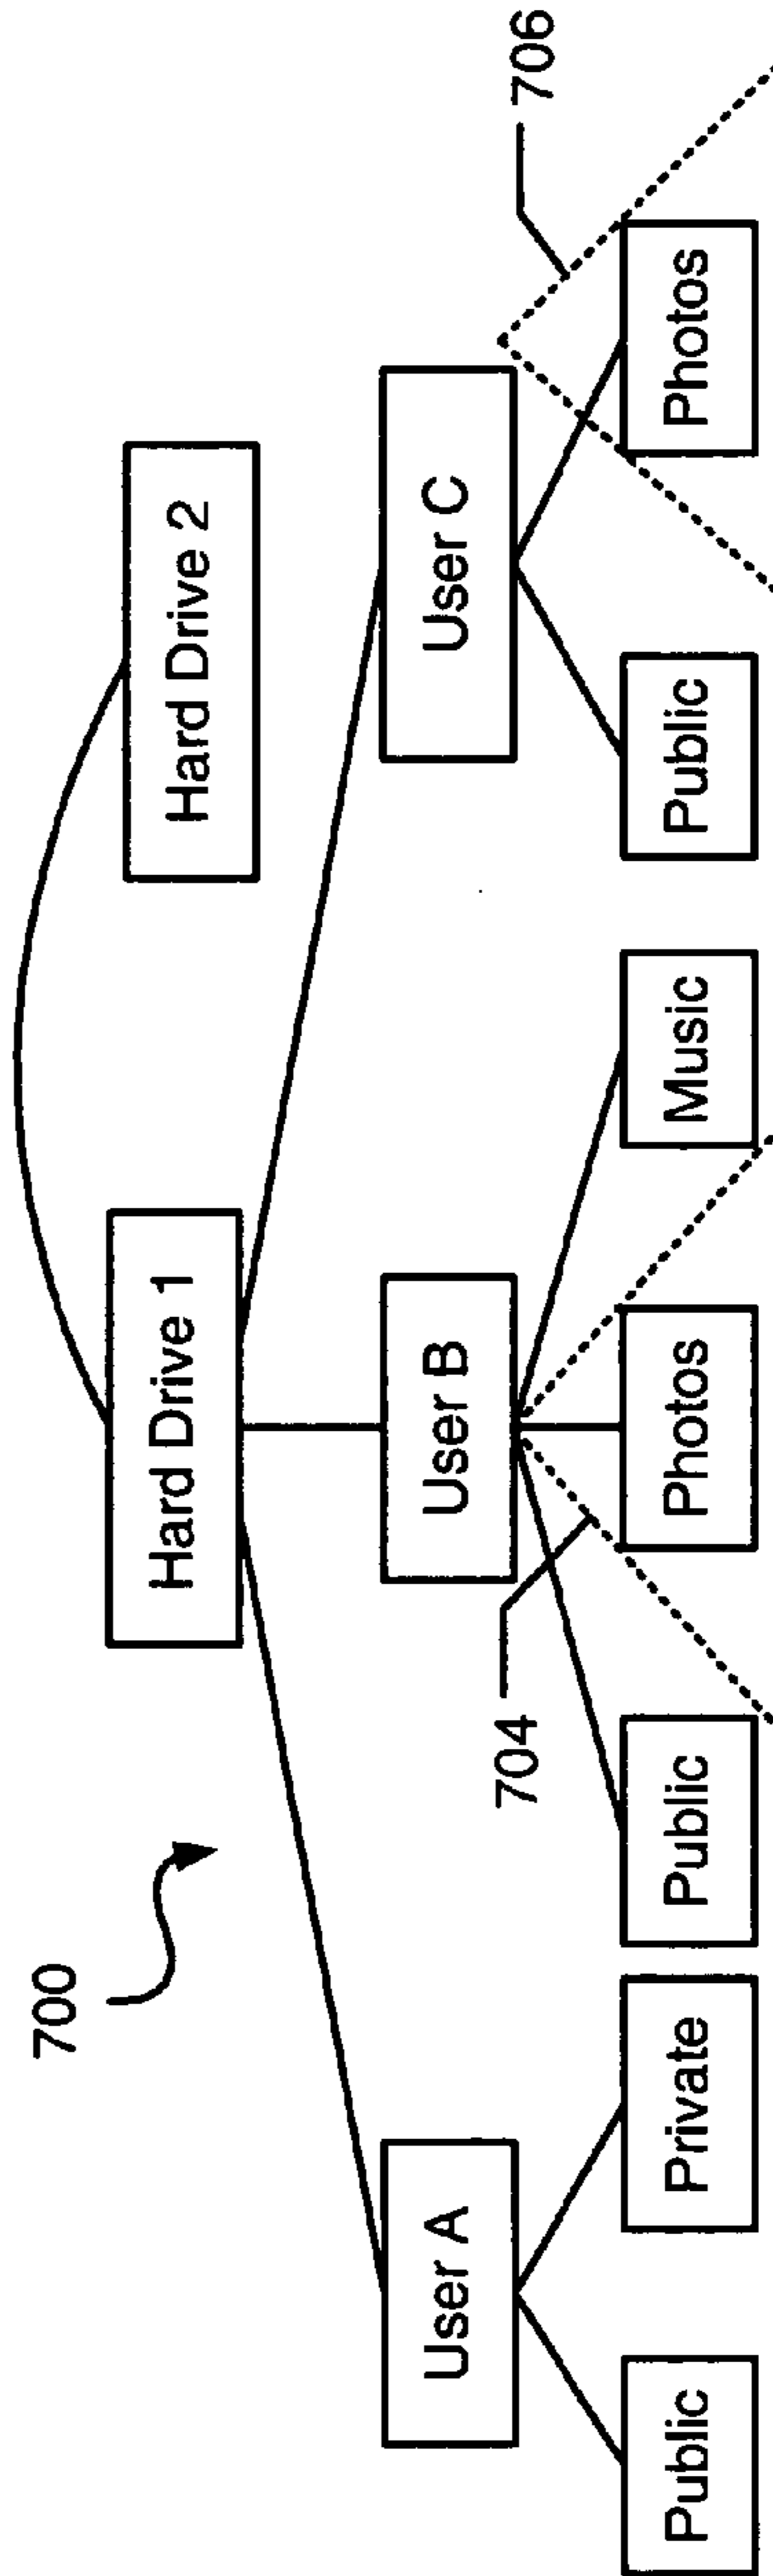 700
Hard Drive 1
Hard Drive 2
User A
User B
User C
704
706
Public
Private
Public
Photos
Music
Public
Photos